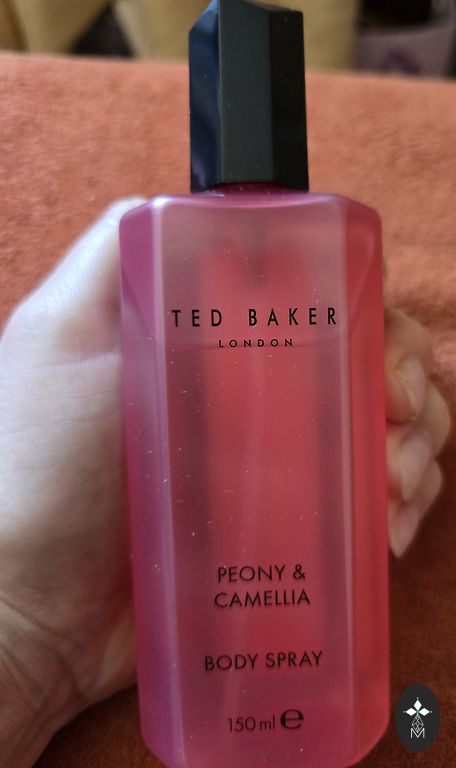 TED BAKER
LONDON
PEONY &
CAMELLIA
BODY SPRAY
150 ml ℮
M